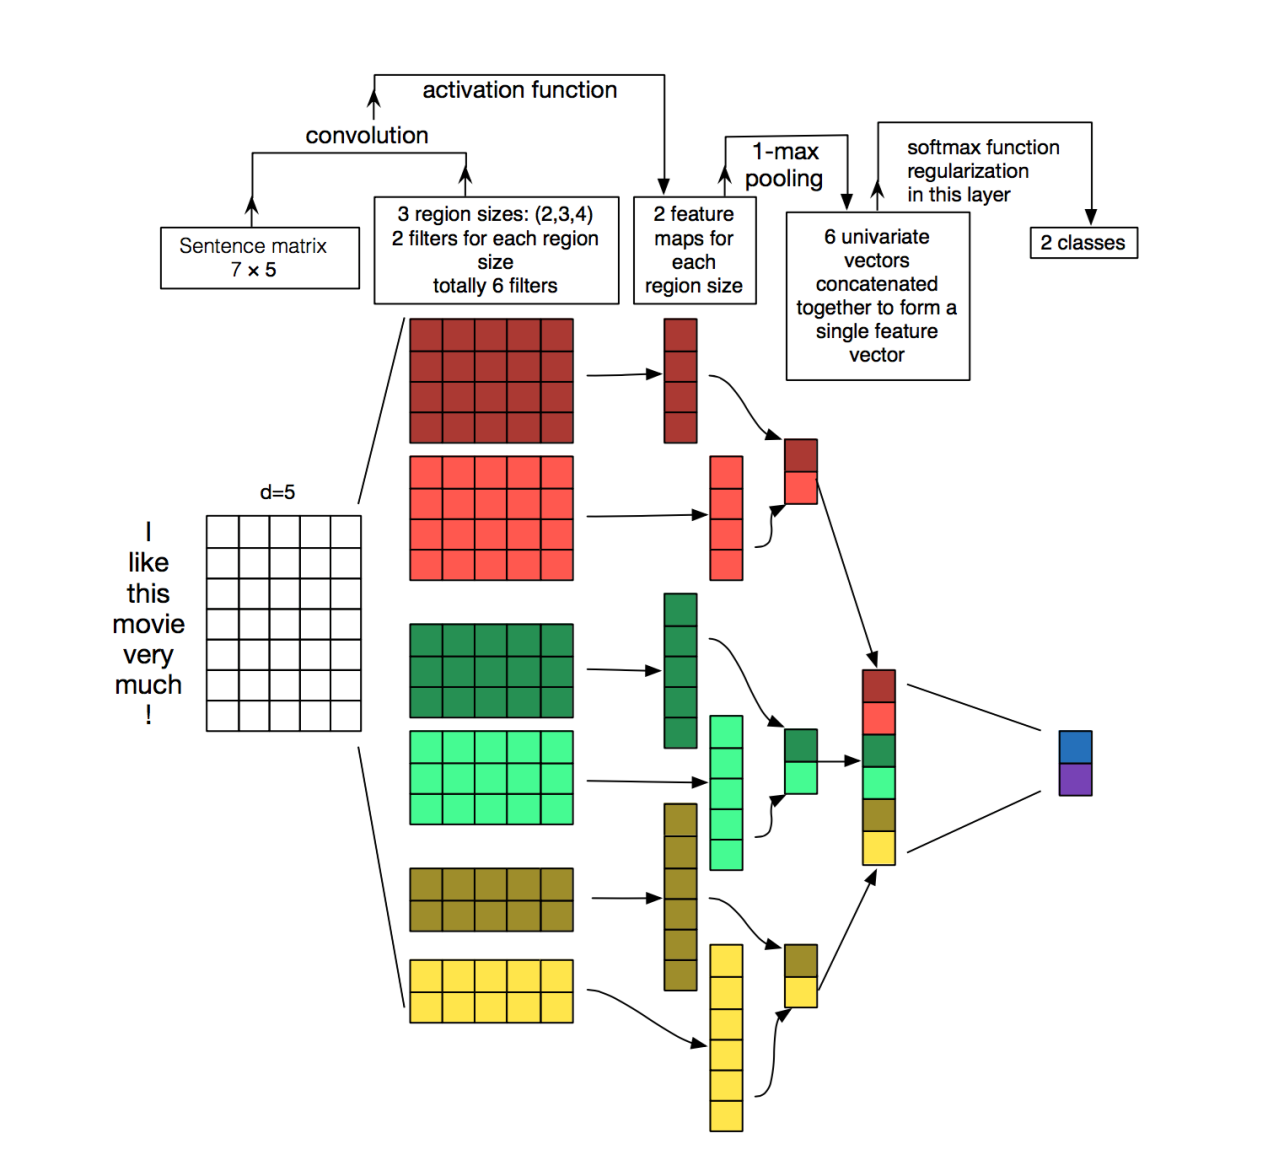 activation function
convolution
1-max
pooling
softmax function
regularization
in this layer
Sentence matrix
7 × 5
3 region sizes: (2,3,4)
2 filters for each region
size
totally 6 filters
2 feature
maps for
each
region size
6 univariate
vectors
concatenated
together to form a
single feature
vector
2 classes
d=5
I
like
this
movie
very
much
!